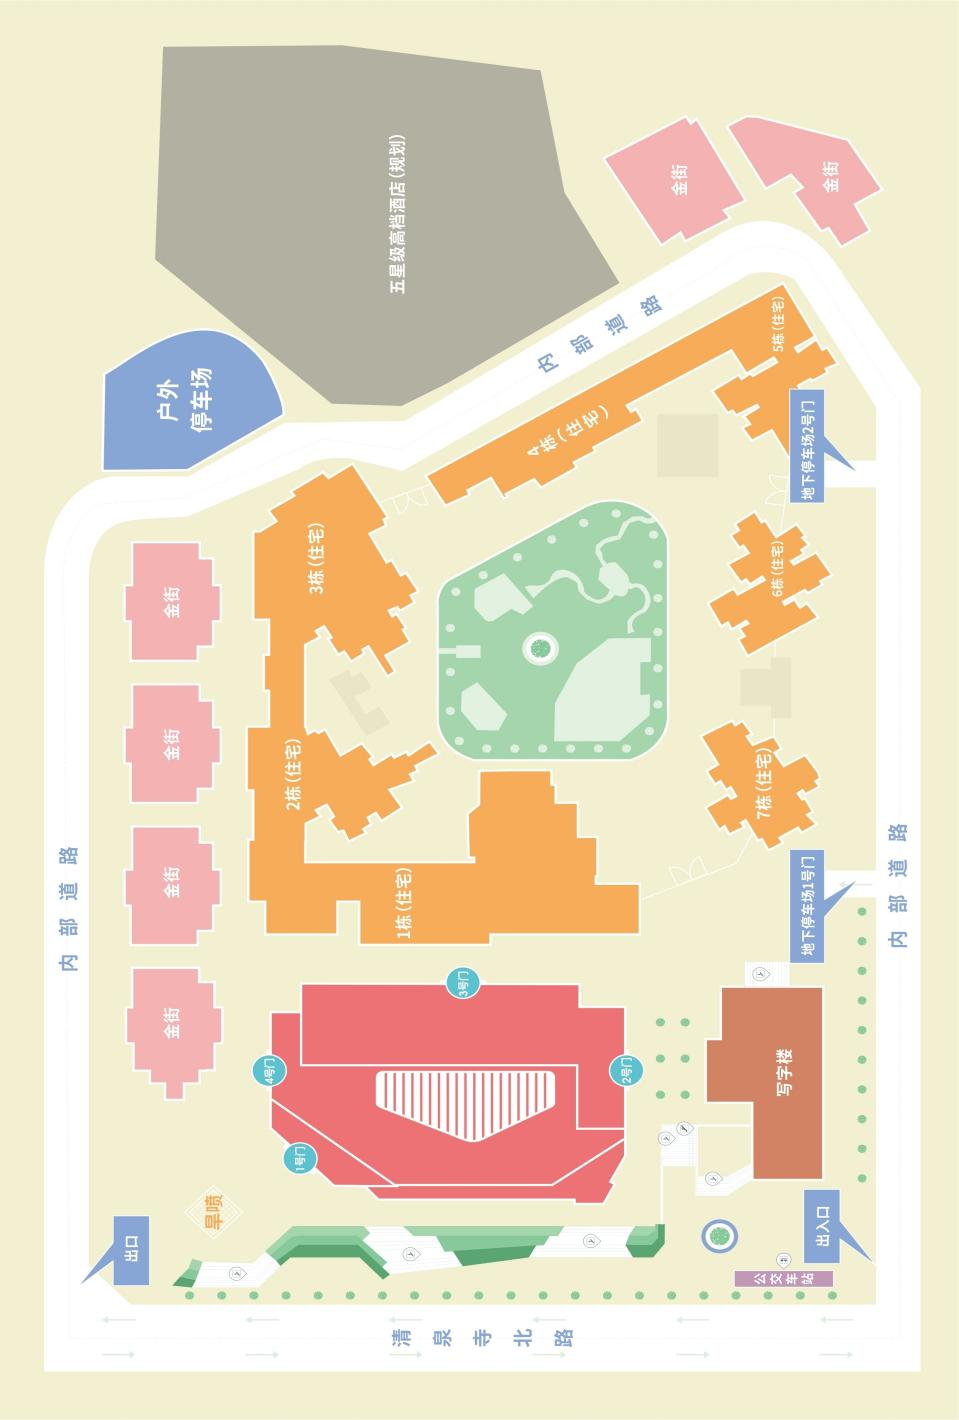 五星级高档酒店(规划)
金街
金街
户外
停车场
内部道路
5栋(住宅)
4栋(住宅)
地下停车场2号门
3栋(住宅)
6栋(住宅)
金街
金街
2栋(住宅)
7栋(住宅)
内部道路
金街
1栋(住宅)
地下停车场1号门
内部道路
金街
3号门
4号门
2号门
写字楼
1号门
旱喷
出口
出入口
公交车站
清泉寺北路